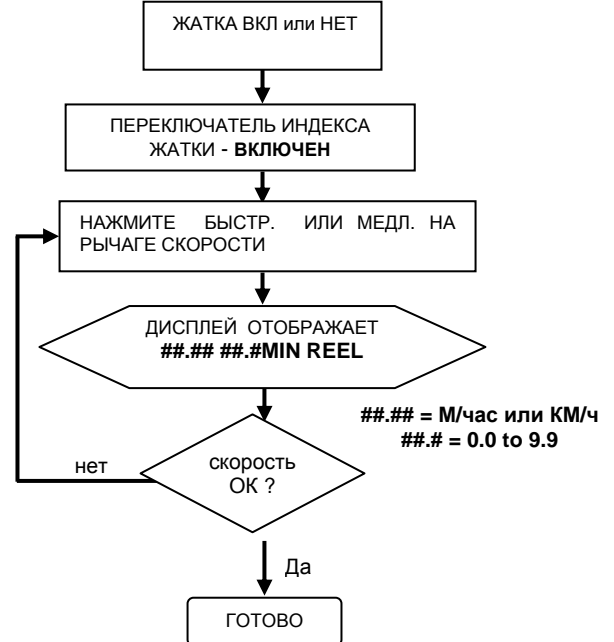 ЖАТКА ВКЛ или НЕТ
ПЕРЕКЛЮЧАТЕЛЬ ИНДЕКСА
ЖАТКИ - ВКЛЮЧЕН
НАЖМИТЕ БЫСТР. ИЛИ МЕДЛ. НА
РЫЧАГЕ СКОРОСТИ
ДИСПЛЕЙ ОТОБРАЖАЕТ
##.## ##.#MIN REEL
##.## = М/час или КМ/ч
##.# = 0.0 to 9.9
нет
скорость
ОК ?
Да
ГОТОВО